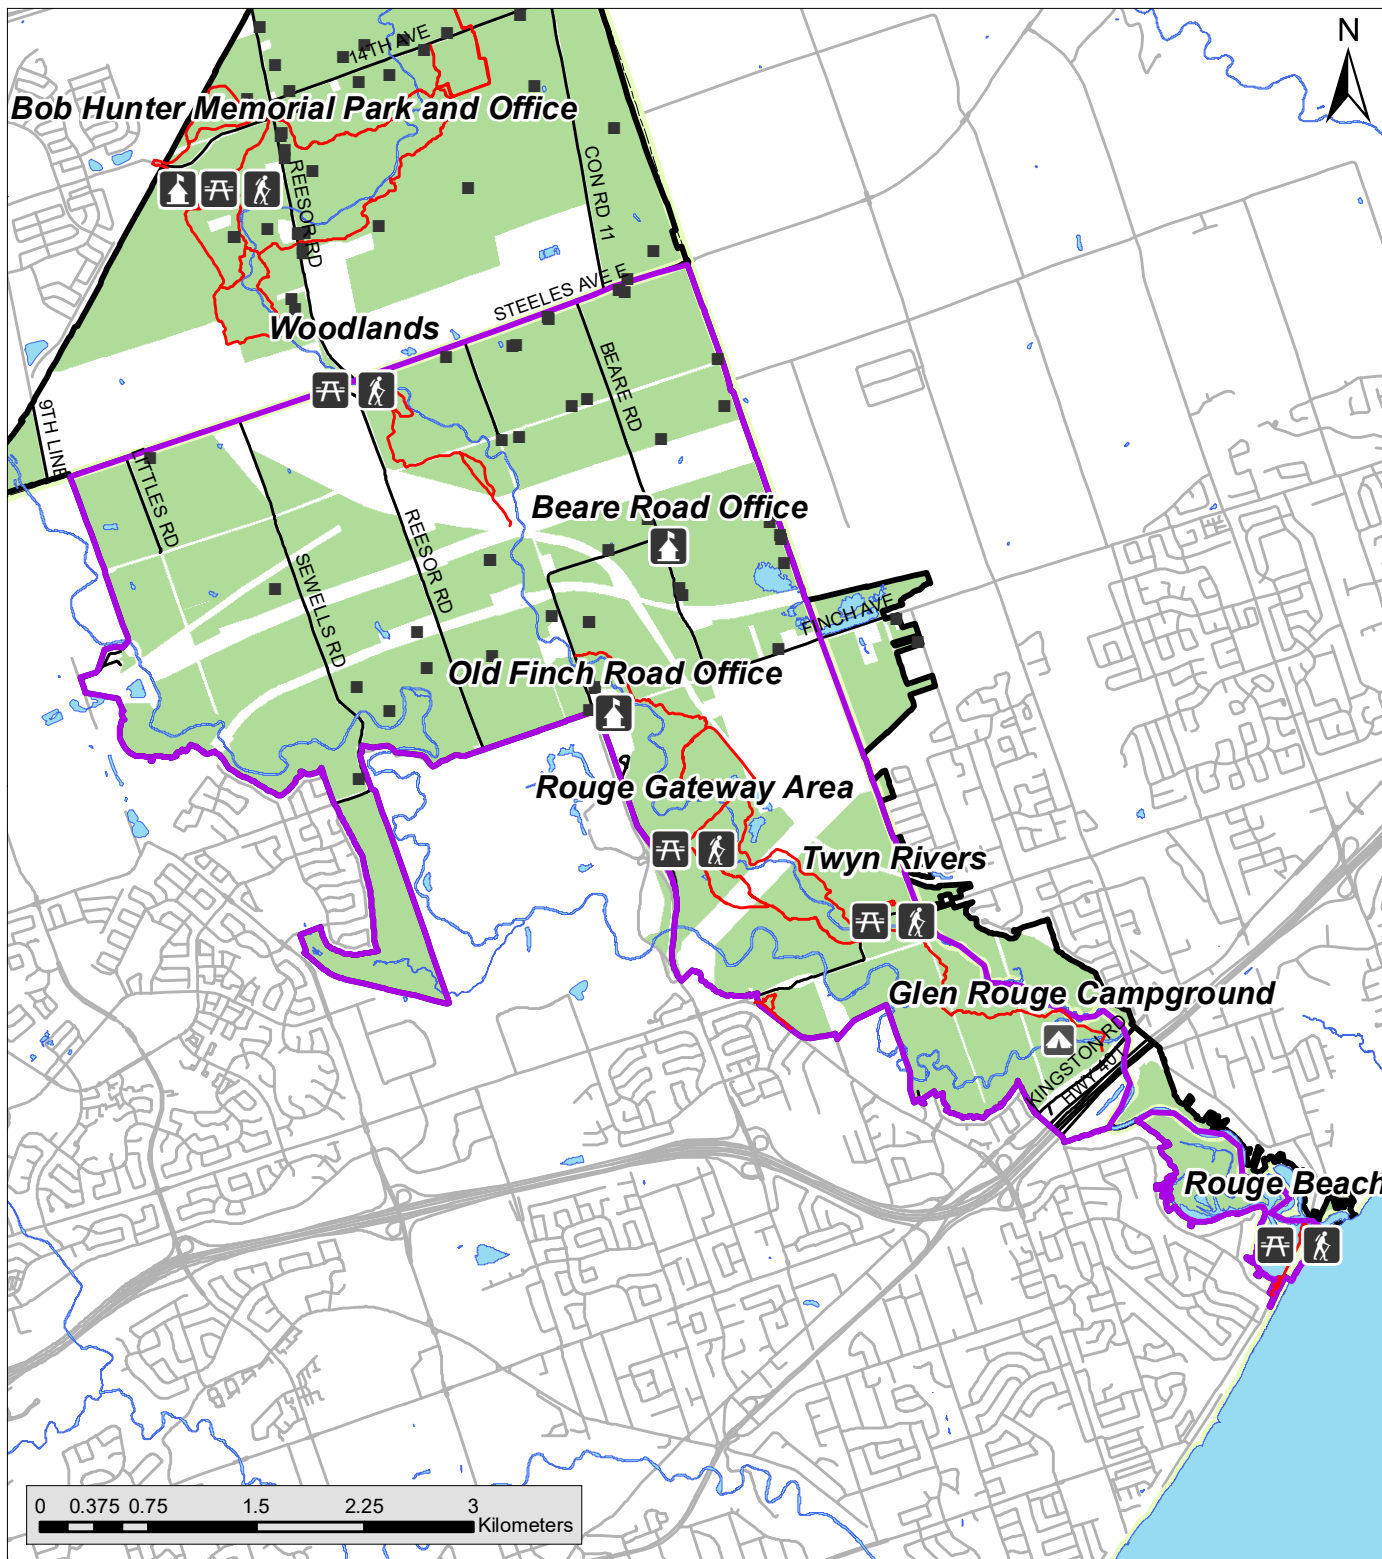 N
14TH AVE
Bob Hunter Memorial Park and Office
REESOR RD
CON RD 11
STEELES AVE E
Woodlands
BEARE RD
9TH LINE
LITTLES RD
Beare Road Office
REESOR RD
SEWELLS RD
FINCH AVE
Old Finch Road Office
Rouge Gateway Area
Twyn Rivers
Glen Rouge Campground
KINGSTON RD
HWY 401
Rouge Beach
0 0.375 0.75 1.5 2.25 3
Kilometers